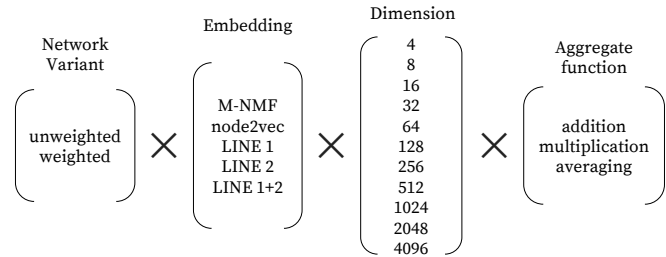 Network
Variant
unweighted
weighted
Embedding
M-NMF
node2vec
LINE 1
LINE 2
LINE 1+2
Dimension
4
8
16
32
64
128
256
512
1024
2048
4096
Aggregate
function
addition
multiplication
averaging